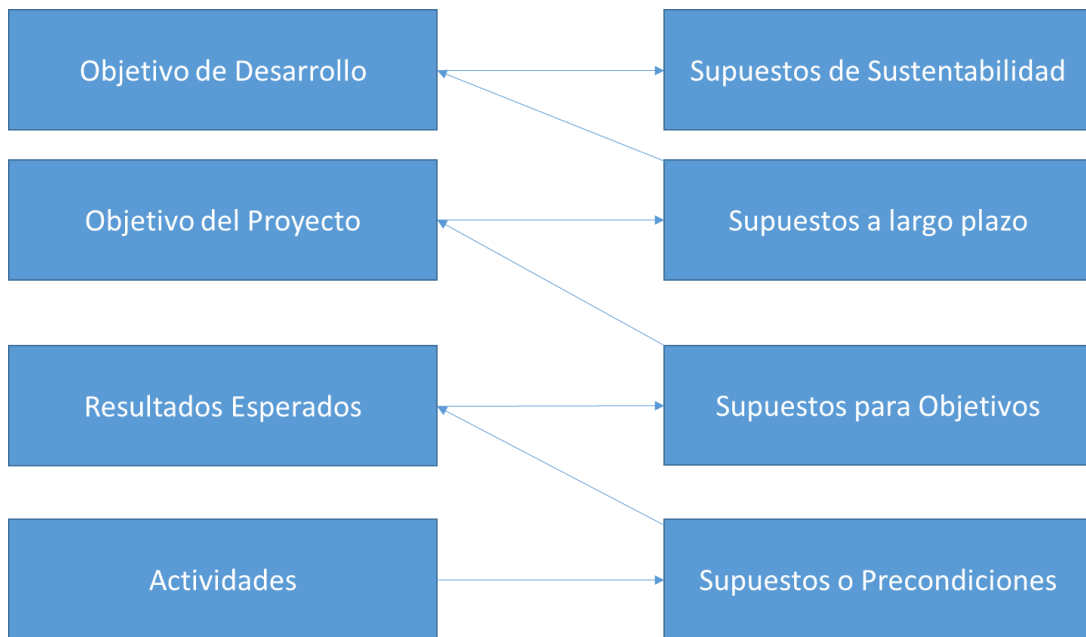 Objetivo de Desarrollo
Supuestos de Sustentabilidad
Objetivo del Proyecto
Supuestos a largo plazo
Resultados Esperados
Supuestos para Objetivos
Actividades
Supuestos o Precondiciones